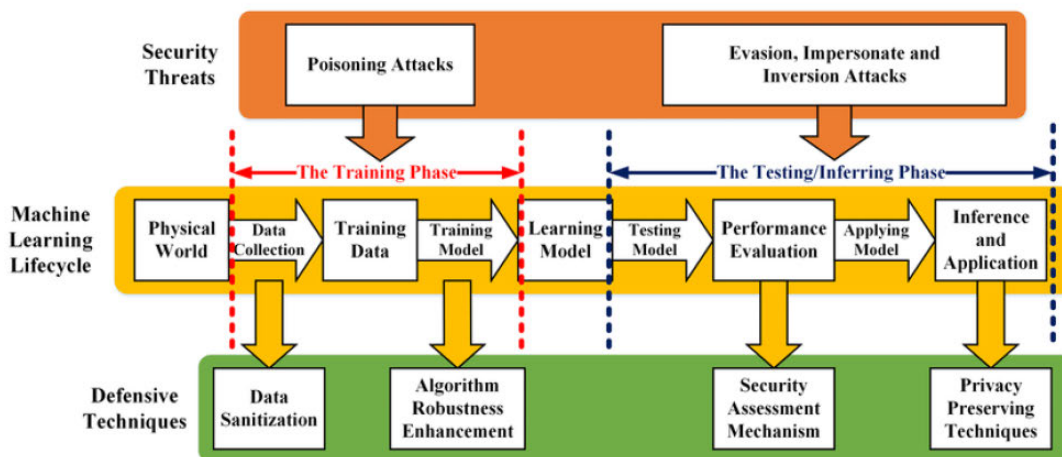 Security
Threats
Poisoning Attacks
Evasion, Impersonate and
Inversion Attacks
The Training Phase
The Testing/Inferring Phase
Machine
Learning
Lifecycle
Physical
World
Data
Collection
Training
Data
Training
Model
Learning
Model
Testing
Model
Performance
Evaluation
Applying
Model
Inference
and
Application
Defensive
Techniques
Data
Sanitization
Algorithm
Robustness
Enhancement
Security
Assessment
Mechanism
Privacy
Preserving
Techniques